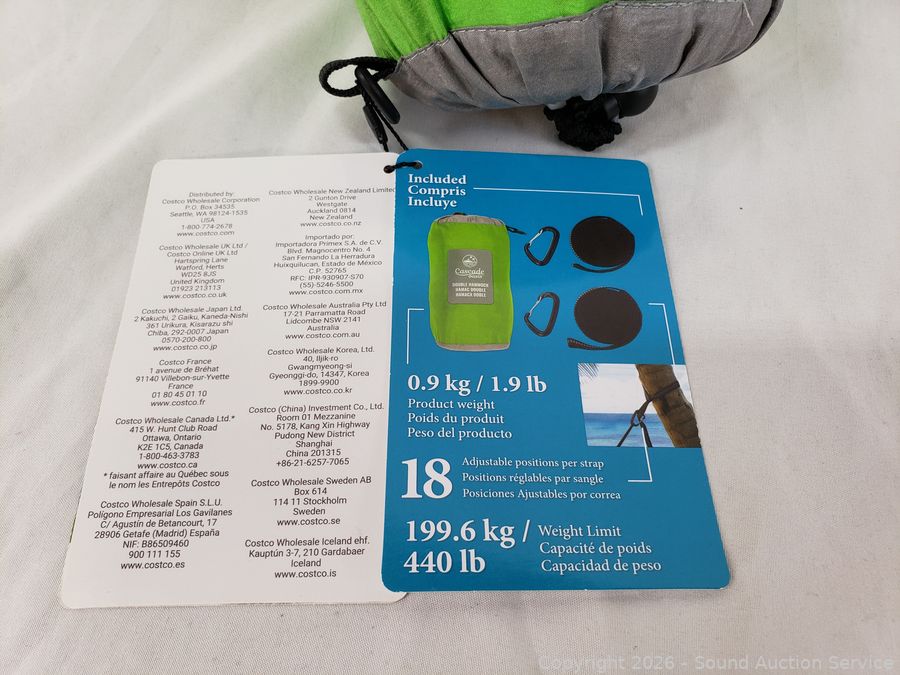 Distributed by:
Costco Wholesale Corporation
P.O. Box 34535
Seattle, WA 98124-1535
USA
1-800-774-2678
www.costco.com
Costco Wholesale UK Ltd /
Costco Online UK Ltd
Hartspring Lane
Watford, Herts
WD25 8JS
United Kingdom
01923 213113
www.costco.co.uk
Costco Wholesale Japan Ltd.
2 Kakuchi, 2 Gaiku, Kaneda-Nishi
361 Urikura, Kisarazu shi
Chiba, 292-0007 Japan
0570-200-800
www.costco.co.jp
Costco France
1 avenue de Bréhat
91140 Villebon-sur-Yvette
France
01 80 45 01 10
www.costco.fr
Costco Wholesale Canada Ltd.*
415 W. Hunt Club Road
Ottawa, Ontario
K2E 1C5, Canada
1-800-463-3783
www.costco.ca
* faisant affaire au Québec sous
le nom les Entrepôts Costco
Costco Wholesale Spain S.L.U.
Polígono Empresarial Los Gavilanes
C/ Agustín de Betancourt, 17
28906 Getafe (Madrid) España
NIF: B86509460
900 111 155
www.costco.es
Costco Wholesale New Zealand Limited
2 Gunton Drive
Westgate
Auckland 0814
New Zealand
www.costco.co.nz
Importado por:
Importadora Primex S.A. de C.V.
Blvd. Magnocentro No. 4
San Fernando La Herradura
Huixquilucan, Estado de México
C.P. 52765
RFC: IPR-930907-S70
(55)-5246-5500
www.costco.com.mx
Costco Wholesale Australia Pty Ltd
17-21 Parramatta Road
Lidcombe NSW 2141
Australia
www.costco.com.au
Costco Wholesale Korea, Ltd.
40, Iljik-ro
Gwangmyeong-si
Gyeonggi-do, 14347, Korea
1899-9900
www.costco.co.kr
Costco (China) Investment Co., Ltd.
Room 01 Mezzanine
No. 5178, Kang Xin Highway
Pudong New District
Shanghai
China 201315
+86-21-6257-7065
Costco Wholesale Sweden AB
Box 614
114 11 Stockholm
Sweden
www.costco.se
Costco Wholesale Iceland ehf.
Kauptún 3-7, 210 Gardabaer
Iceland
www.costco.is
Included
Compris
Incluye
Cascade
DOUBLE HAMMOCK
HAMAC DOUBLE
HAMACA DOBLE
0.9 kg / 1.9 lb
Product weight
Poids du produit
Peso del producto
18
Adjustable positions per strap
Positions réglables par sangle
Posiciones Ajustables por correa
199.6 kg /
440 lb
Weight Limit
Capacité de poids
Capacidad de peso
Copyright 2026 - Sound Auction Service